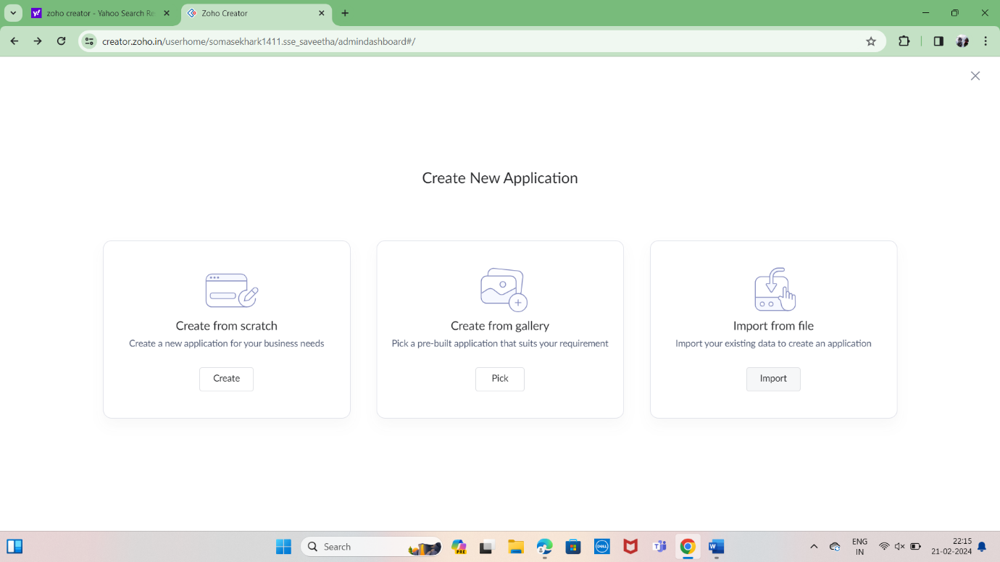 zoho creator - Yahoo Search Re
Zoho Creator
creator.zoho.in/userhome/somasekhark1411.sse_saveetha/admindashboard#/
Create New Application
Create from scratch
Create a new application for your business needs
Create
Create from gallery
Pick a pre-built application that suits your requirement
Pick
Import from file
Import your existing data to create an application
Import
Search
PRE
DELL
ENG
IN
22:15
21-02-2024